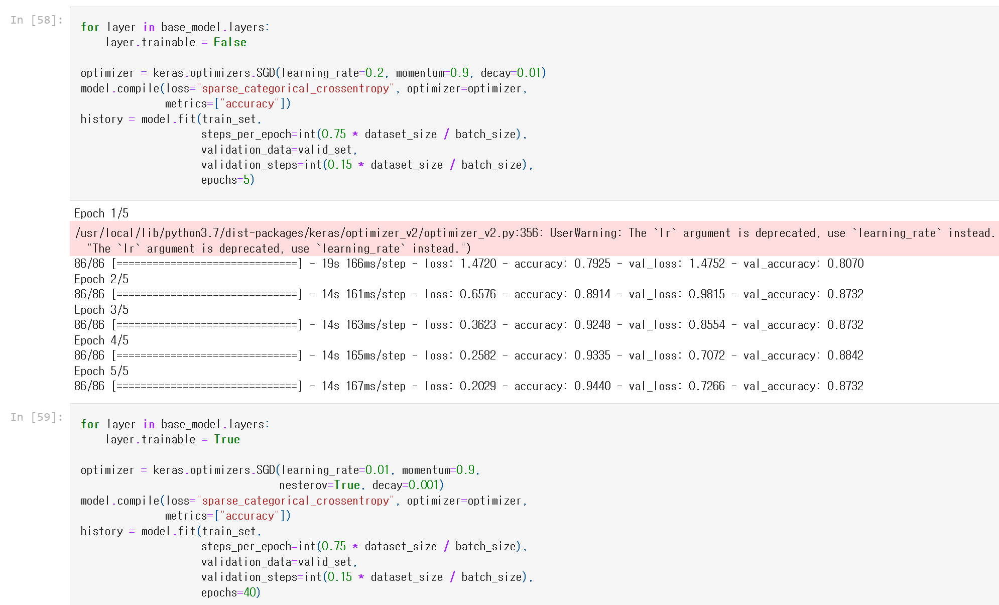 In [58]:
for layer in base_model.layers:
    layer.trainable = False
optimizer = keras.optimizers.SGD(learning_rate=0.2, momentum=0.9, decay=0.01)
model.compile(loss="sparse_categorical_crossentropy", optimizer=optimizer,
              metrics=["accuracy"])
history = model.fit(train_set,
                    steps_per_epoch=int(0.75 * dataset_size / batch_size),
                    validation_data=valid_set,
                    validation_steps=int(0.15 * dataset_size / batch_size),
                    epochs=5)
Epoch 1/5
/usr/local/lib/python3.7/dist-packages/keras/optimizer_v2/optimizer_v2.py:356: UserWarning: The `lr` argument is deprecated, use `learning_rate` instead.
  "The `lr` argument is deprecated, use `learning_rate` instead.")
86/86 [==============================] - 19s 166ms/step - loss: 1.4720 - accuracy: 0.7925 - val_loss: 1.4752 - val_accuracy: 0.8070
Epoch 2/5
86/86 [==============================] - 14s 161ms/step - loss: 0.6576 - accuracy: 0.8914 - val_loss: 0.9815 - val_accuracy: 0.8732
Epoch 3/5
86/86 [==============================] - 14s 163ms/step - loss: 0.3623 - accuracy: 0.9248 - val_loss: 0.8554 - val_accuracy: 0.8732
Epoch 4/5
86/86 [==============================] - 14s 165ms/step - loss: 0.2582 - accuracy: 0.9335 - val_loss: 0.7072 - val_accuracy: 0.8842
Epoch 5/5
86/86 [==============================] - 14s 167ms/step - loss: 0.2029 - accuracy: 0.9440 - val_loss: 0.7266 - val_accuracy: 0.8732
In [59]:
for layer in base_model.layers:
    layer.trainable = True
optimizer = keras.optimizers.SGD(learning_rate=0.01, momentum=0.9,
                                 nesterov=True, decay=0.001)
model.compile(loss="sparse_categorical_crossentropy", optimizer=optimizer,
              metrics=["accuracy"])
history = model.fit(train_set,
                    steps_per_epoch=int(0.75 * dataset_size / batch_size),
                    validation_data=valid_set,
                    validation_steps=int(0.15 * dataset_size / batch_size),
                    epochs=40)